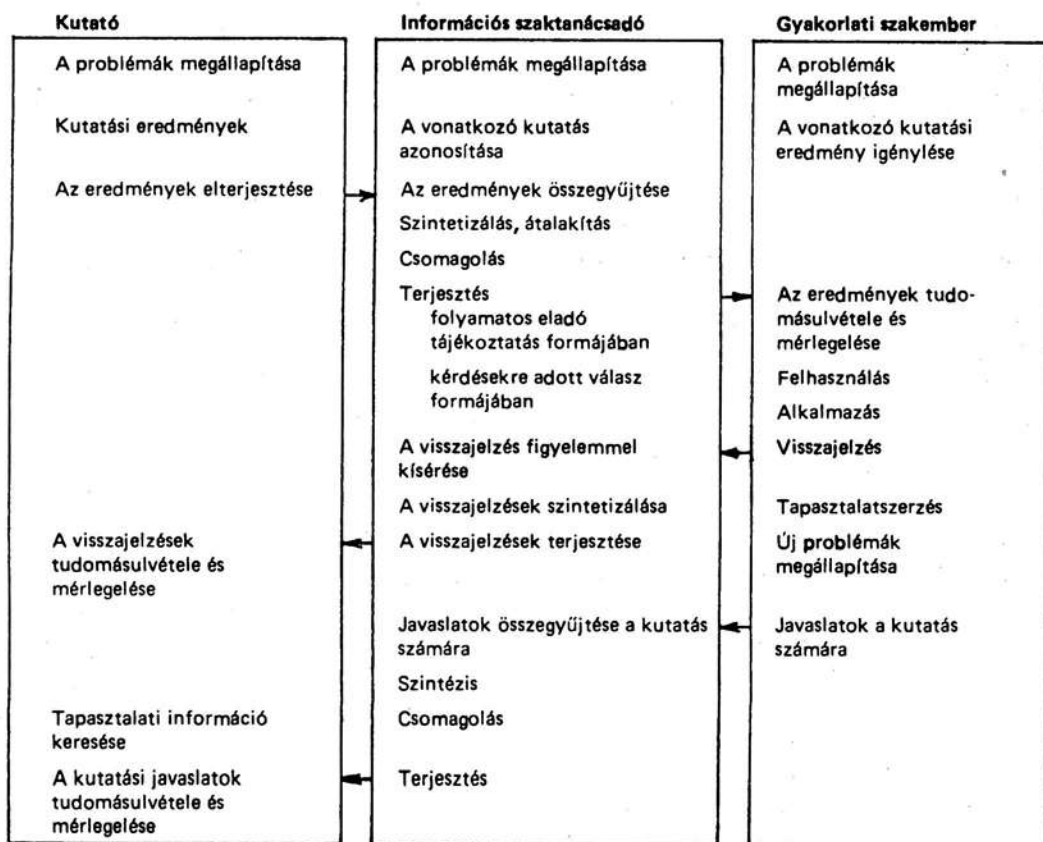 Kutató
A problémák megállapítása
Kutatási eredmények
Az eredmények elterjesztése
A visszajelzések
tudomásulvétele és
mérlegelése
Tapasztalati információ
keresése
A kutatási javaslatok
tudomásulvétele és
mérlegelése
Információs szaktanácsadó
A problémák megállapítása
A vonatkozó kutatás
azonosítása
Az eredmények összegyűjtése
Szintetizálás, átalakítás
Csomagolás
Terjesztés
folyamatos eladó
tájékoztatás formájában
kérdésekre adott válasz
formájában
A visszajelzés figyelemmel
kísérése
A visszajelzések szintetizálása
A visszajelzések terjesztése
Javaslatok összegyűjtése a kutatás
számára
Szintézis
Csomagolás
Terjesztés
Gyakorlati szakember
A problémák
megállapítása
A vonatkozó kutatási
eredmény igénylése
Az eredmények tudo-
másulvétele és
mérlegelése
Felhasználás
Alkalmazás
Visszajelzés
Tapasztalatszerzés
Új problémák
megállapítása
Javaslatok a kutatás
számára